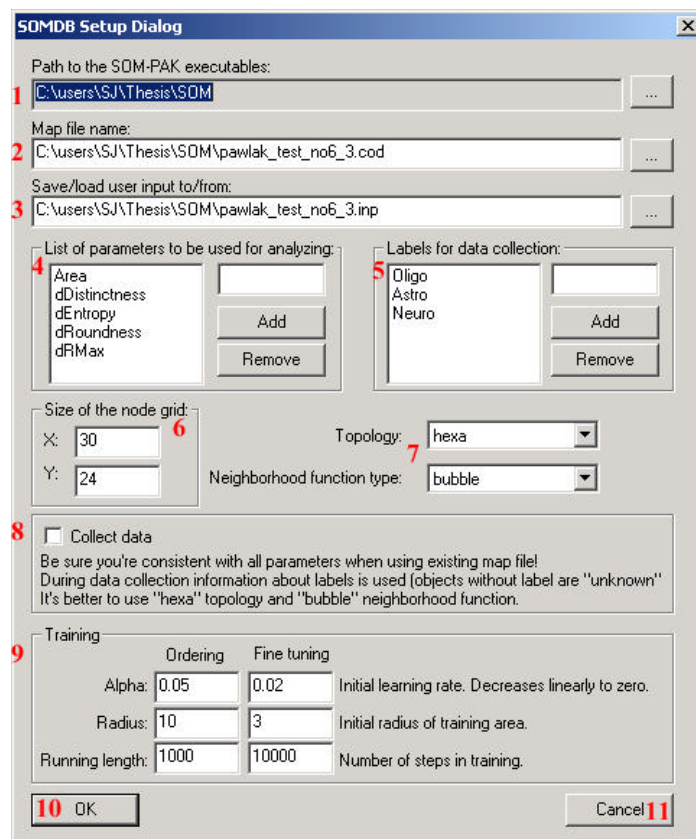 SOMDB Setup Dialog
Path to the SOM-PAK executables:
1 C:\users\SJ\Thesis\SOM ...
Map file name:
2 C:\users\SJ\Thesis\SOM\pawlak_test_no6_3.cod ...
Save/load user input to/from:
3 C:\users\SJ\Thesis\SOM\pawlak_test_no6_3.inp ...
List of parameters to be used for analyzing:
4
Area
dDistinctness
dEntropy
dRoundness
dRMax
Add
Remove
Labels for data collection:
5
Oligo
Astro
Neuro
Add
Remove
Size of the node grid:
6
X: 30
Y: 24
Topology: hexa
7
Neighborhood function type: bubble
8 Collect data
Be sure you're consistent with all parameters when using existing map file!
During data collection information about labels is used (objects without label are "unknown"
It's better to use "hexa" topology and "bubble" neighborhood function.
Training
9
Ordering Fine tuning
Alpha: 0.05 0.02 Initial learning rate. Decreases linearly to zero.
Radius: 10 3 Initial radius of training area.
Running length: 1000 10000 Number of steps in training.
10 OK Cancel 11